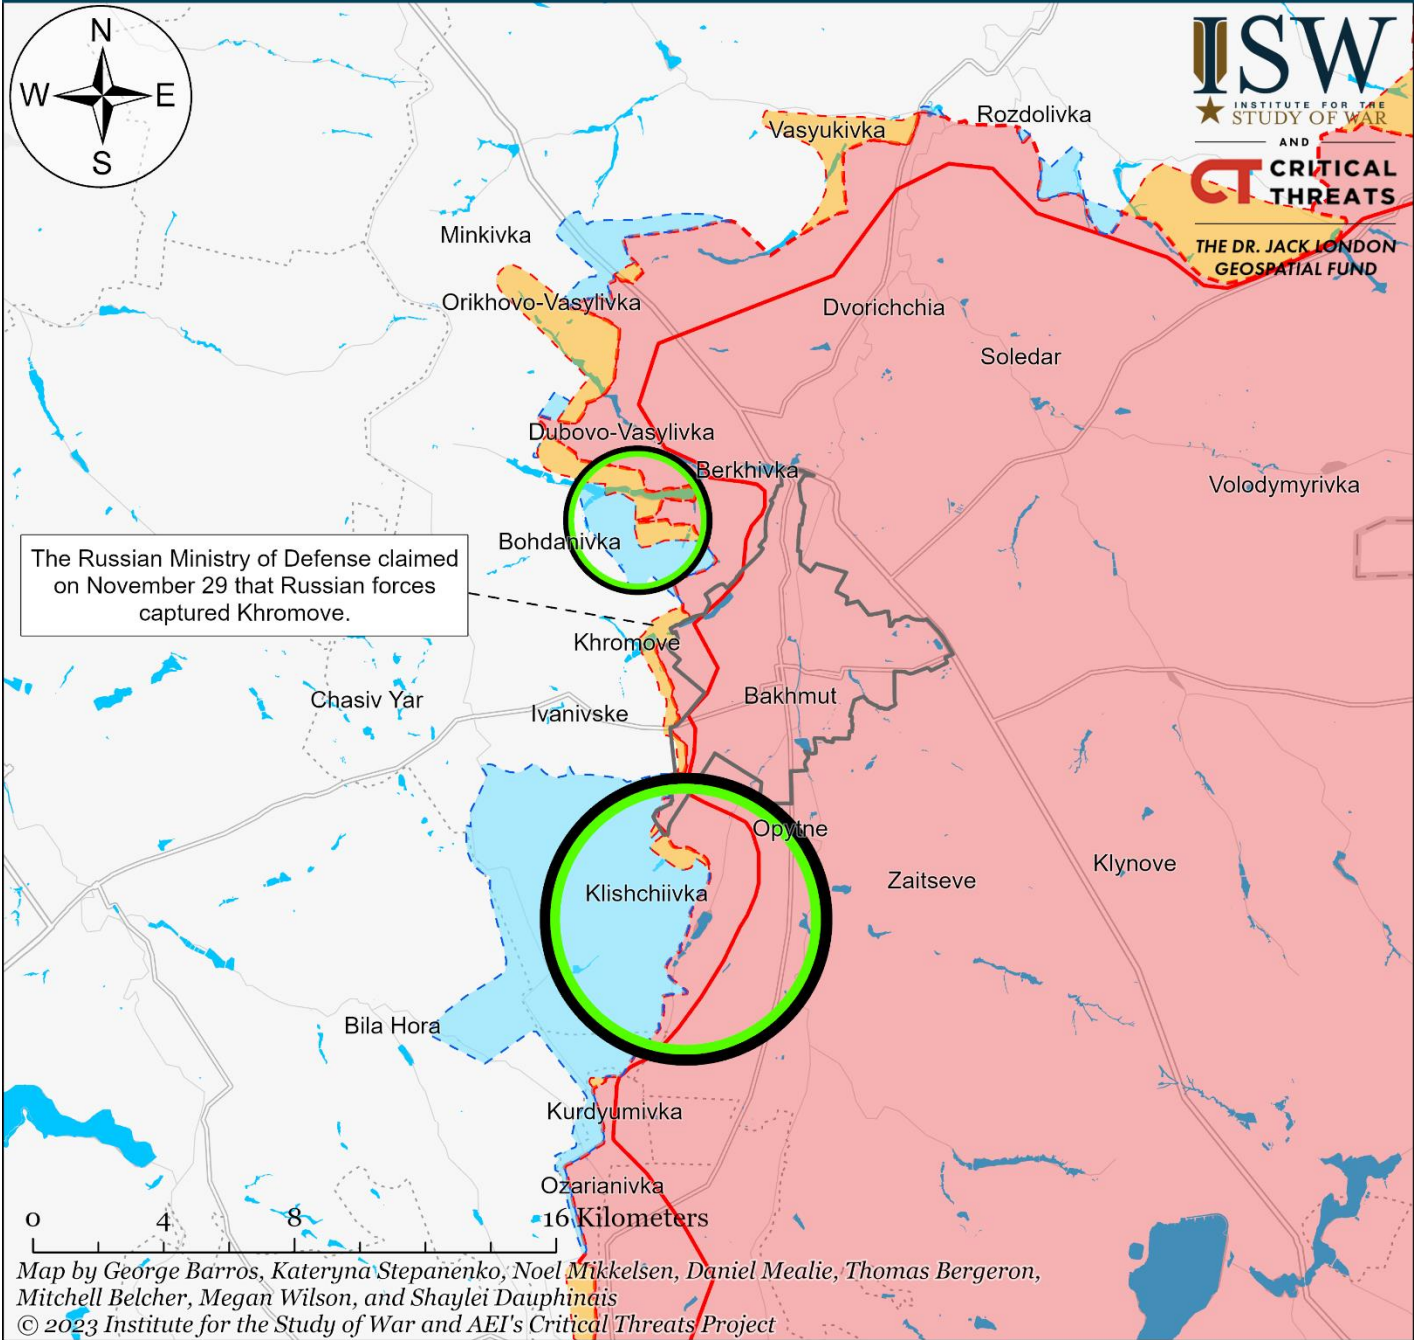 N
W E
S
ISW
INSTITUTE FOR THE
STUDY OF WAR
AND
CT CRITICAL
THREATS
THE DR. JACK LONDON
GEOSPATIAL FUND
Vasyukivka
Rozdolivka
Minkivka
Orikhovo-Vasylivka
Dvorichchia
Soledar
Dubovo-Vasylivka
Berkhivka
Volodymyrivka
Bohdanivka
The Russian Ministry of Defense claimed
on November 29 that Russian forces
captured Khromove.
Khromove
Chasiv Yar
Ivanivske
Bakhmut
Opytne
Klynove
Zaitseve
Klishchiivka
Bila Hora
Kurdyumivka
Ozarianivka
0 4 8 16 Kilometers
Map by George Barros, Kateryna Stepanenko, Noel Mikkelsen, Daniel Mealie, Thomas Bergeron,
Mitchell Belcher, Megan Wilson, and Shaylei Dauphinais
© 2023 Institute for the Study of War and AEI's Critical Threats Project